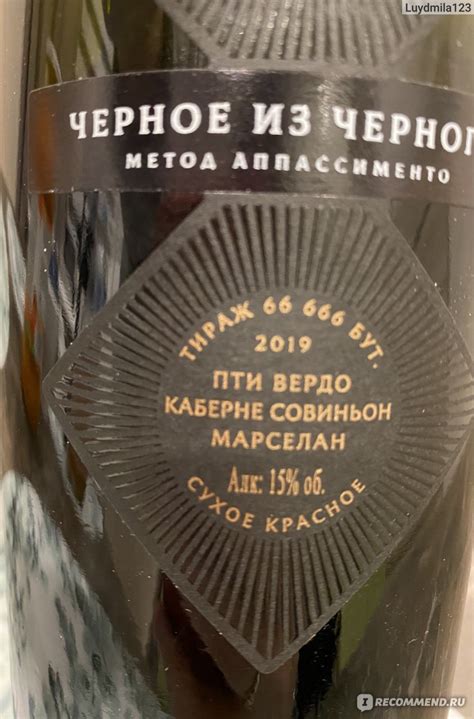 Luydmila123
ЧЕРНОЕ ИЗ ЧЕРНОГ
МЕТОД АППАССИМЕНТО
ТИРАЖ 66 666 БУТ.
2019
ПТИ ВЕРДО
КАБЕРНЕ СОВИНЬОН
МАРСЕЛАН
Алк: 15% об.
СУХОЕ КРАСНОЕ
I RECOMMEND.RU